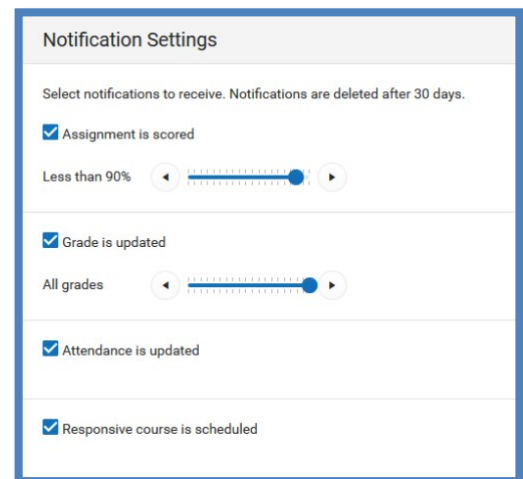 Notification Settings
Select notifications to receive. Notifications are deleted after 30 days.
Assignment is scored
Less than 90%
Grade is updated
All grades
Attendance is updated
Responsive course is scheduled